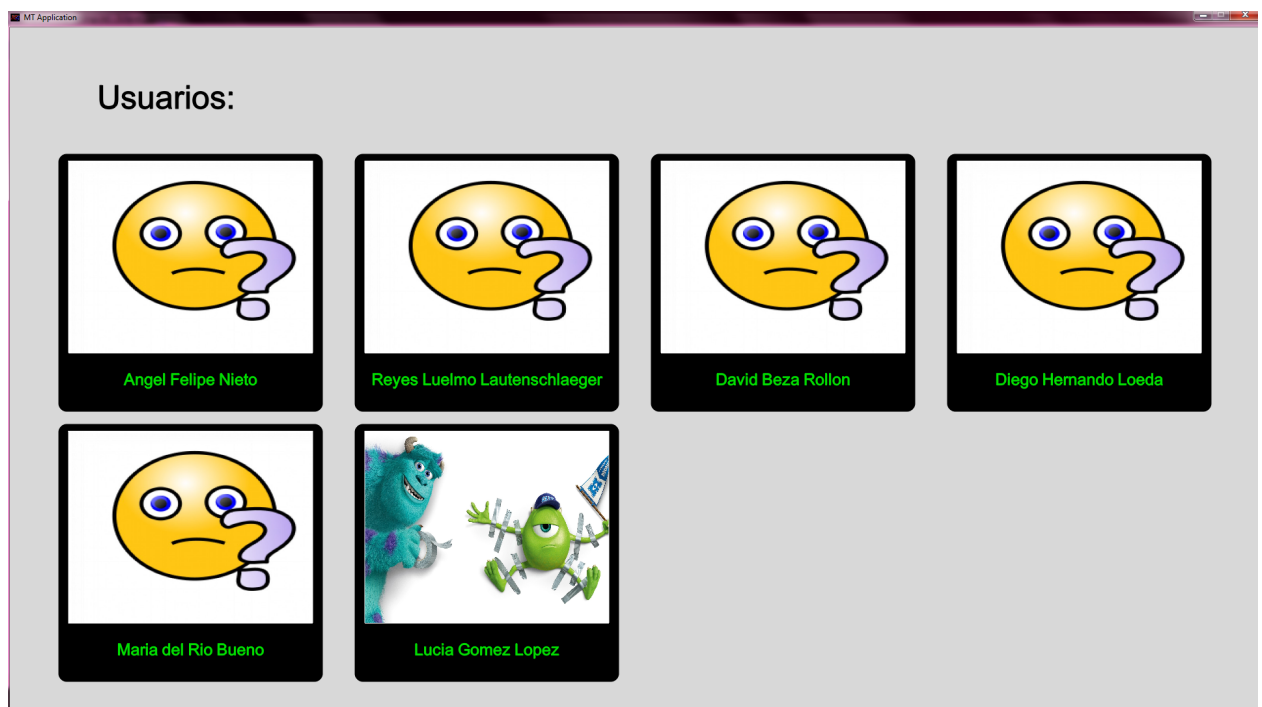 MT Application
Usuarios:
Angel Felipe Nieto
Reyes Luelmo Lautenschlaeger
David Beza Rollon
Diego Hernando Loeda
Maria del Rio Bueno
Lucia Gomez Lopez